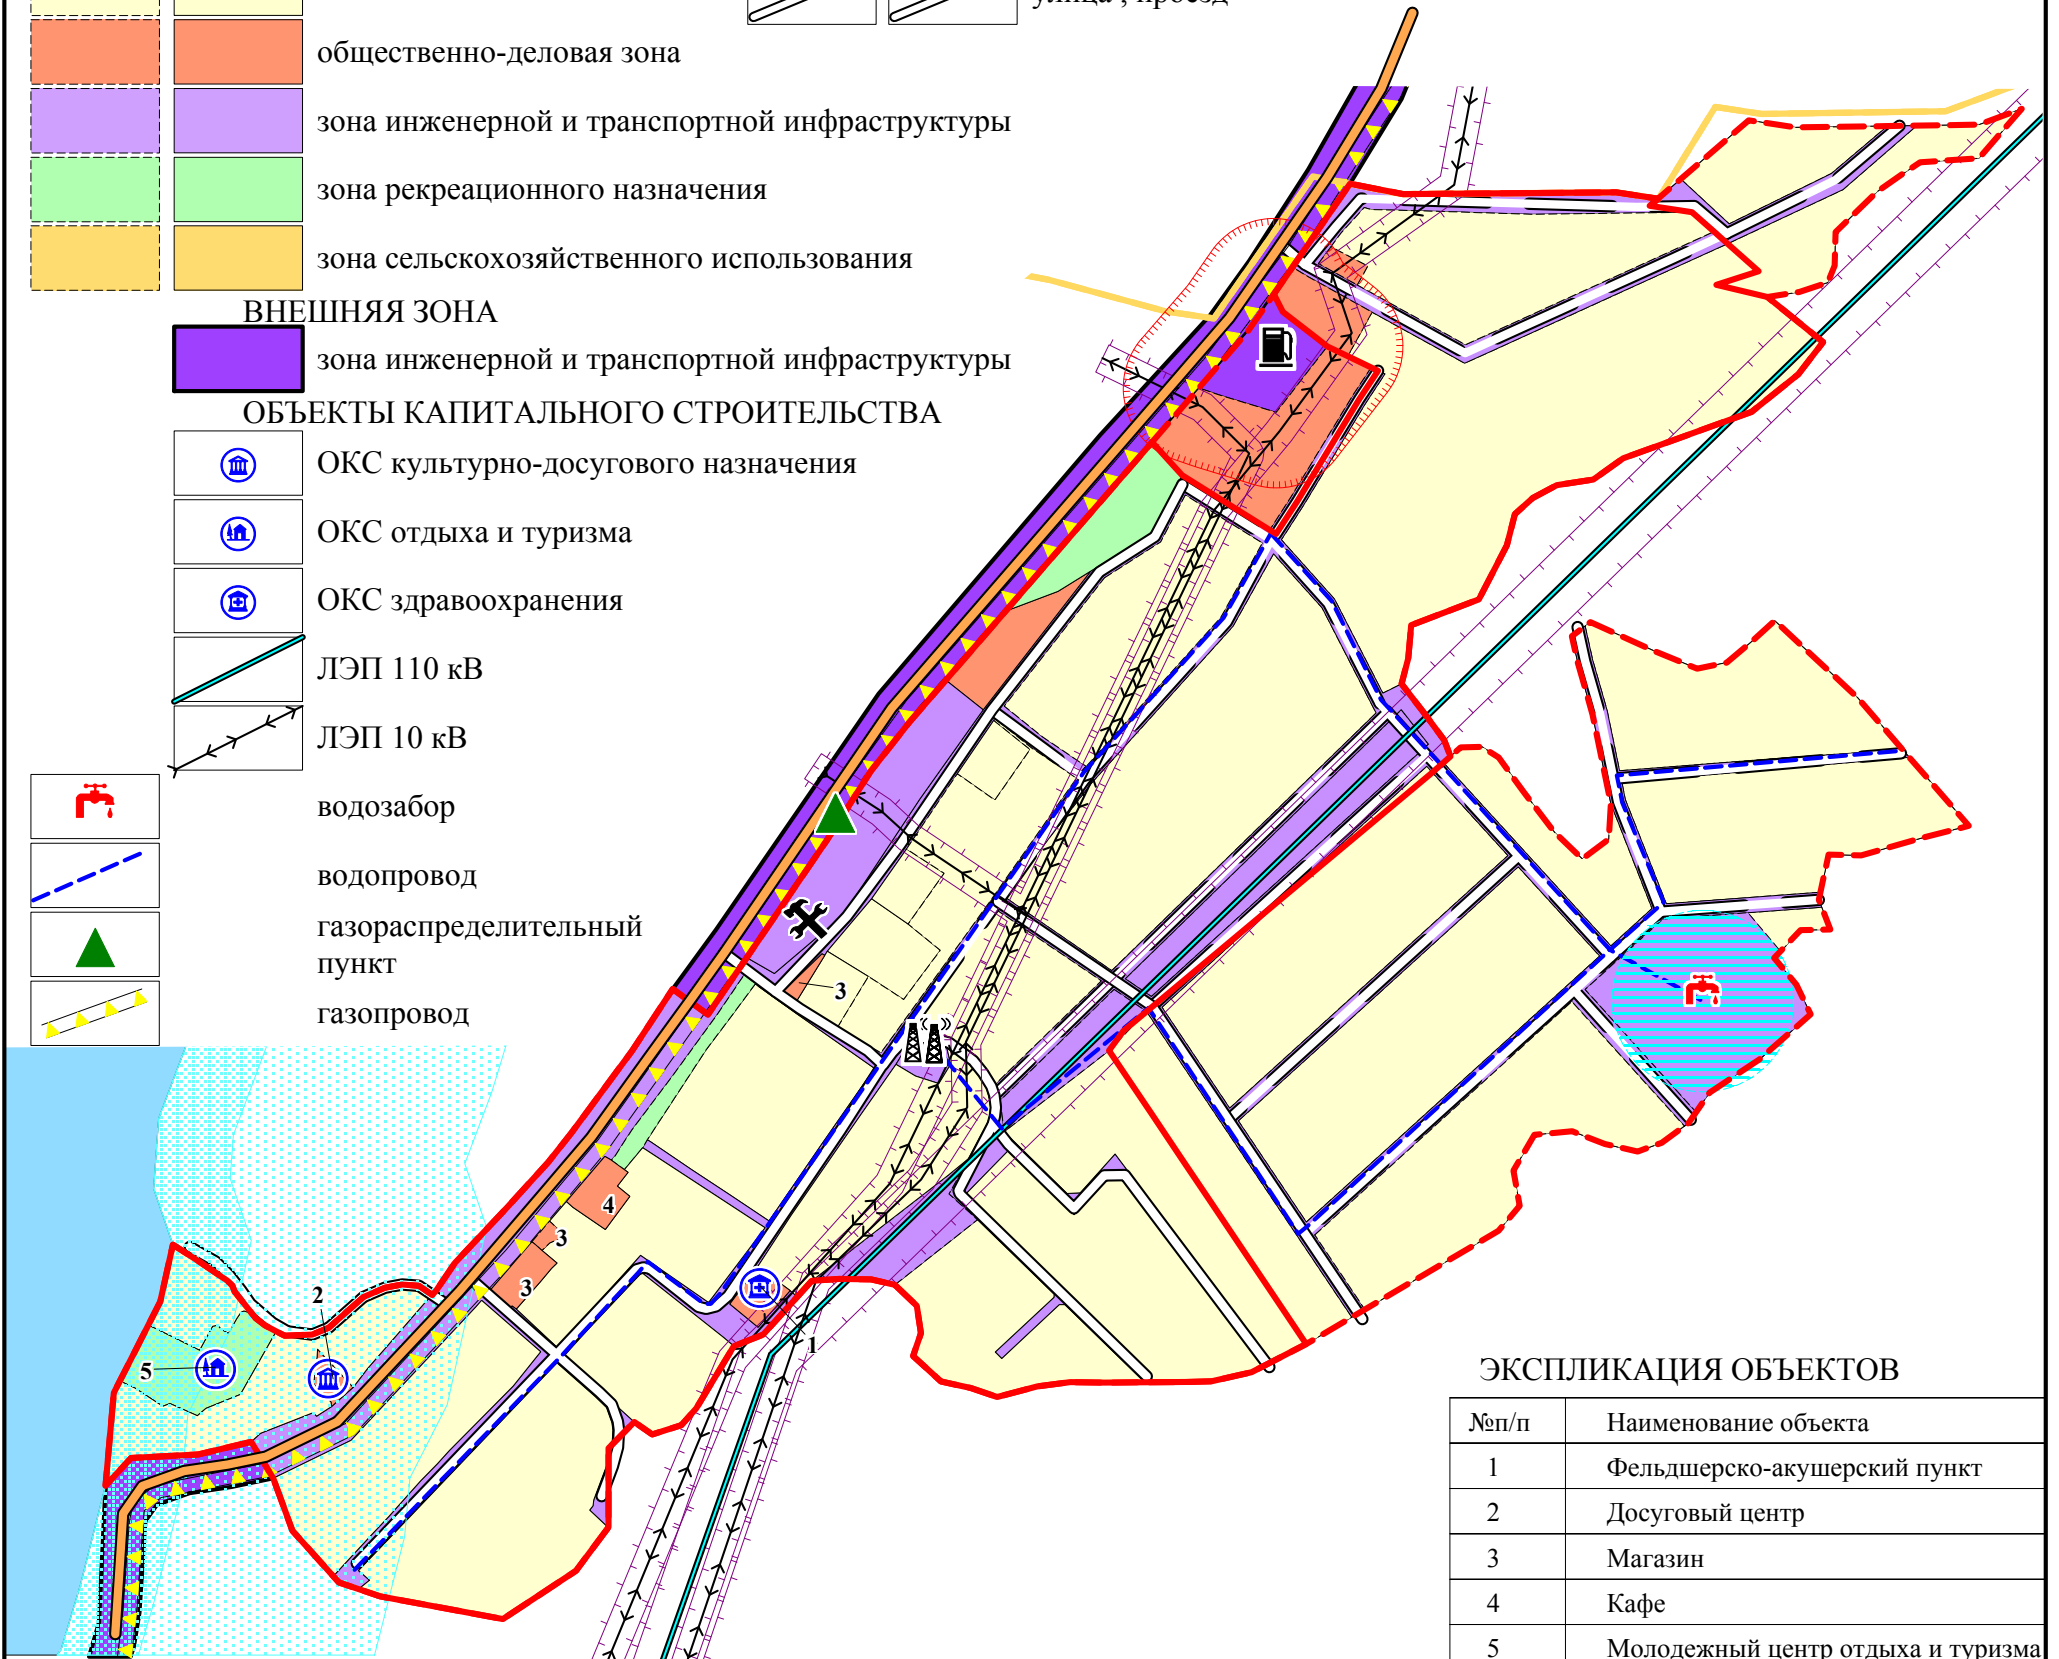 улица , проезд
общественно-деловая зона
зона инженерной и транспортной инфраструктуры
зона рекреационного назначения
зона сельскохозяйственного использования
ВНЕШНЯЯ ЗОНА
зона инженерной и транспортной инфраструктуры
ОБЪЕКТЫ КАПИТАЛЬНОГО СТРОИТЕЛЬСТВА
ОКС культурно-досугового назначения
ОКС отдыха и туризма
ОКС здравоохранения
ЛЭП 110 кВ
ЛЭП 10 кВ
водозабор
водопровод
газораспределительный
пункт
газопровод
3
4
3
3
2
1
5
ЭКСПЛИКАЦИЯ ОБЪЕКТОВ
№п/п Наименование объекта
1 Фельдшерско-акушерский пункт
2 Досуговый центр
3 Магазин
4 Кафе
5 Молодежный центр отдыха и туризма